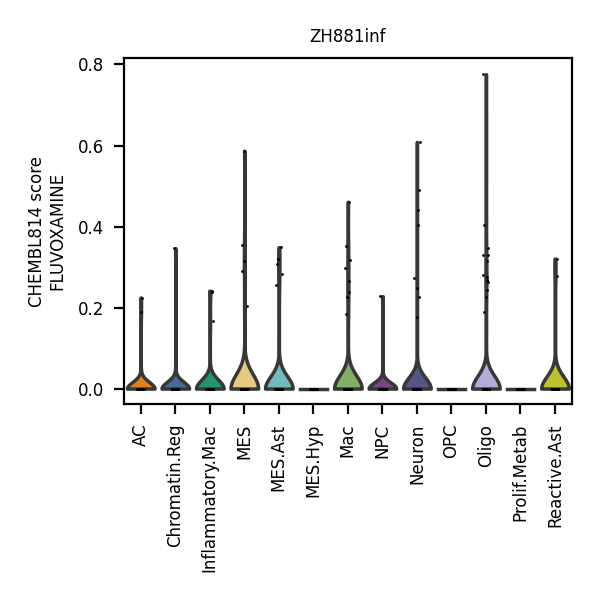 ZH881inf
CHEMBL814 score
FLUVOXAMINE
0.8
0.6
0.4
0.2
0.0
AC
Chromatin.Reg
Inflammatory.Mac
MES
MES.Ast
MES.Hyp
Mac
NPC
Neuron
OPC
Oligo
Prolif.Metab
Reactive.Ast